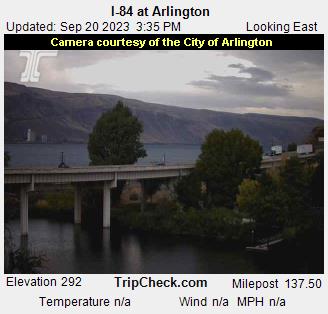 I-84 at Arlington
Updated: Sep 20 2023 3:35 PM Looking East
Camera courtesy of the City of Arlington
Elevation 292 TripCheck.com Milepost 137.50
Temperature n/a Wind n/a MPH n/a